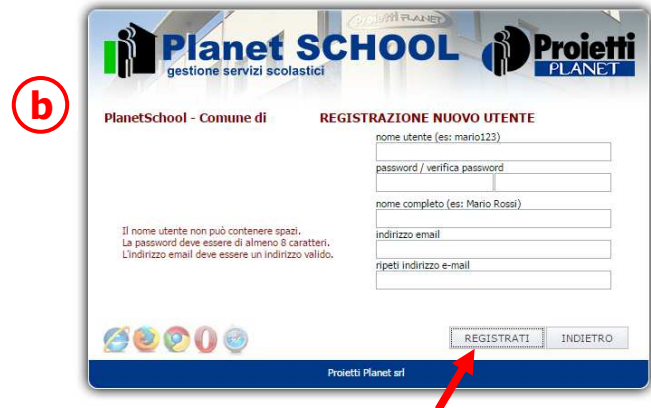 b
PROIETTI PLANET
Planet SCHOOL
gestione servizi scolastici
Proietti
PLANET
PlanetSchool - Comune di
REGISTRAZIONE NUOVO UTENTE
nome utente (es: mario123)
password / verifica password
nome completo (es: Mario Rossi)
Il nome utente non può contenere spazi.
La password deve essere di almeno 8 caratteri.
L'indirizzo email deve essere un indirizzo valido.
indirizzo email
ripeti indirizzo e-mail
REGISTRATI
INDIETRO
Proietti Planet srl